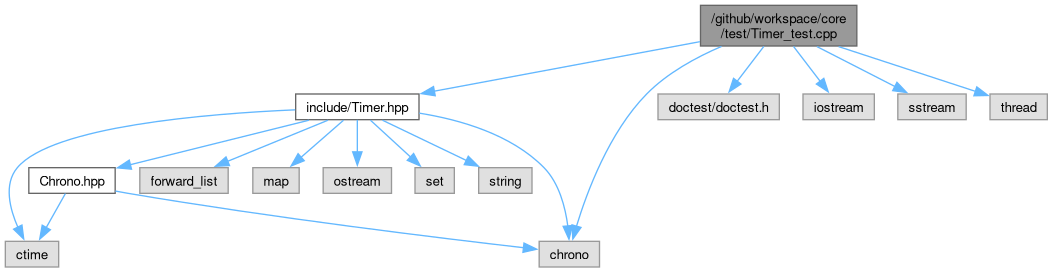 /github/workspace/core
/test/Timer_test.cpp
include/Timer.hpp
doctest/doctest.h
iostream
sstream
thread
Chrono.hpp
forward_list
map
ostream
set
string
ctime
chrono